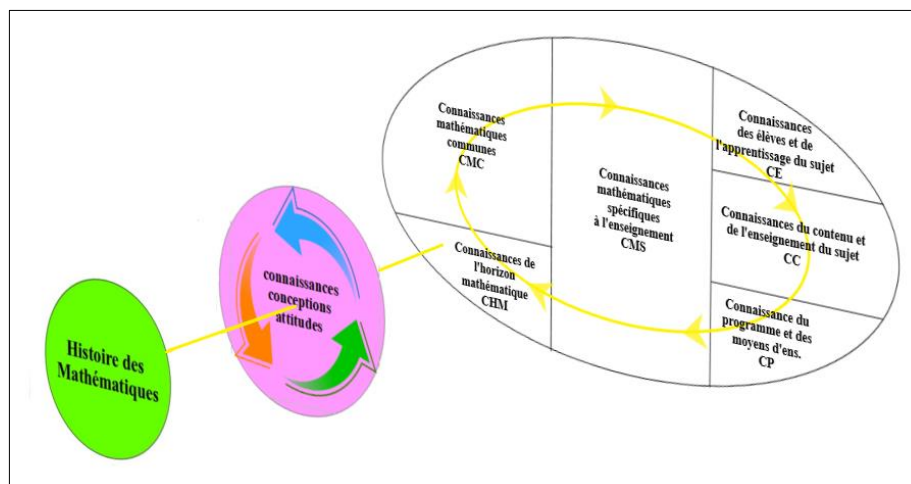 Histoire des
Mathématiques
connaissances
conceptions
attitudes
Connaissances
mathématiques
communes
CMC
Connaissances de
l'horizon
mathématique
CHM
Connaissances
mathématiques
spécifiques
à l'enseignement
CMS
Connaissances
des élèves et de
l'apprentissage du sujet
CE
Connaissances du contenu et
de l'enseignement du sujet
CC
Connaissance du
programme et des
moyens d'ens.
CP